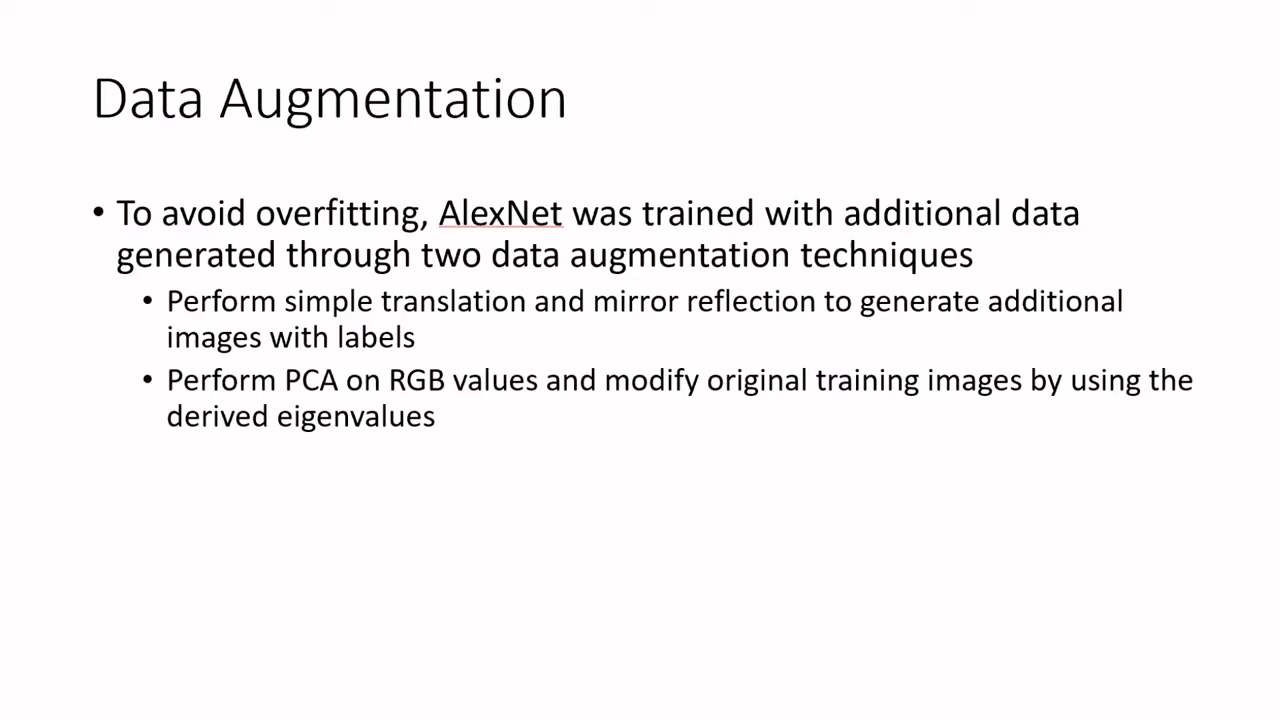 Data Augmentation
• To avoid overfitting, AlexNet was trained with additional data
generated through two data augmentation techniques
• Perform simple translation and mirror reflection to generate additional
images with labels
• Perform PCA on RGB values and modify original training images by using the
derived eigenvalues